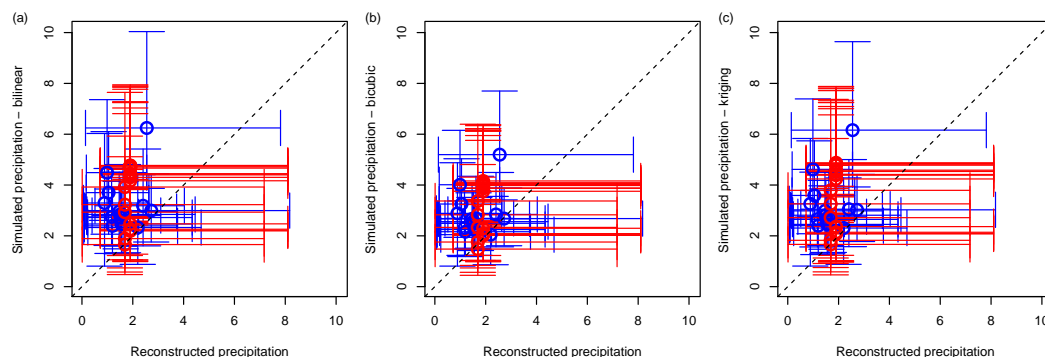 (a)
Simulated precipitation – bilinear
10
8
6
4
2
0
0 2 4 6 8 10
Reconstructed precipitation
(b)
Simulated precipitation – bicubic
10
8
6
4
2
0
0 2 4 6 8 10
Reconstructed precipitation
(c)
Simulated precipitation – kriging
10
8
6
4
2
0
0 2 4 6 8 10
Reconstructed precipitation